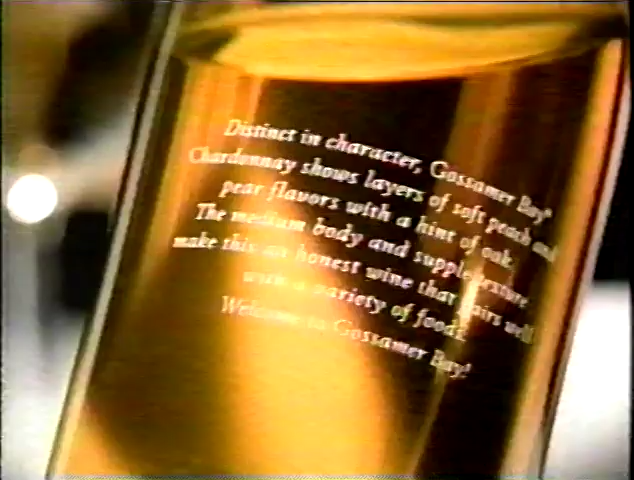 Distinct in character, Gossamer Bay®
Chardonnay shows layers of soft peach and
pear flavors with a hint of oak.
The medium body and supple texture
make this an honest wine that pairs well
with a variety of foods.
Welcome to Gossamer Bay!